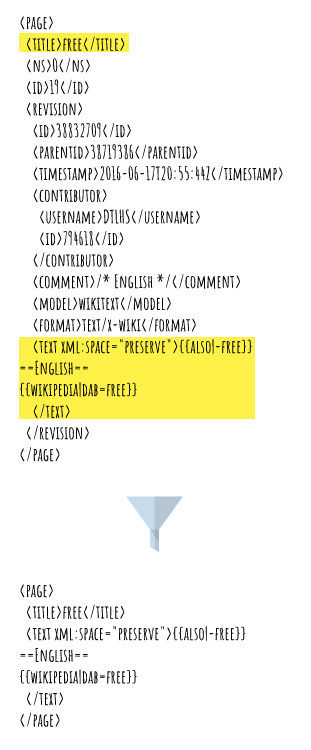 <PAGE>
<TITLE>FREE</TITLE>
<NS>0</NS>
<ID>19</ID>
<REVISION>
<ID>38832709</ID>
<PARENTID>38719386</PARENTID>
<TIMESTAMP>2016-06-17T20:55:44Z</TIMESTAMP>
<CONTRIBUTOR>
<USERNAME>DTLHS</USERNAME>
<ID>794618</ID>
</CONTRIBUTOR>
<COMMENT>/* ENGLISH */</COMMENT>
<MODEL>WIKITEXT</MODEL>
<FORMAT>TEXT/X-WIKI</FORMAT>
<TEXT XML:SPACE="PRESERVE">{{ALSO|-FREE}}
==ENGLISH==
{{WIKIPEDIA|DAB=FREE}}
</TEXT>
</REVISION>
</PAGE>
<PAGE>
<TITLE>FREE</TITLE>
<TEXT XML:SPACE="PRESERVE">{{ALSO|-FREE}}
==ENGLISH==
{{WIKIPEDIA|DAB=FREE}}
</TEXT>
</PAGE>